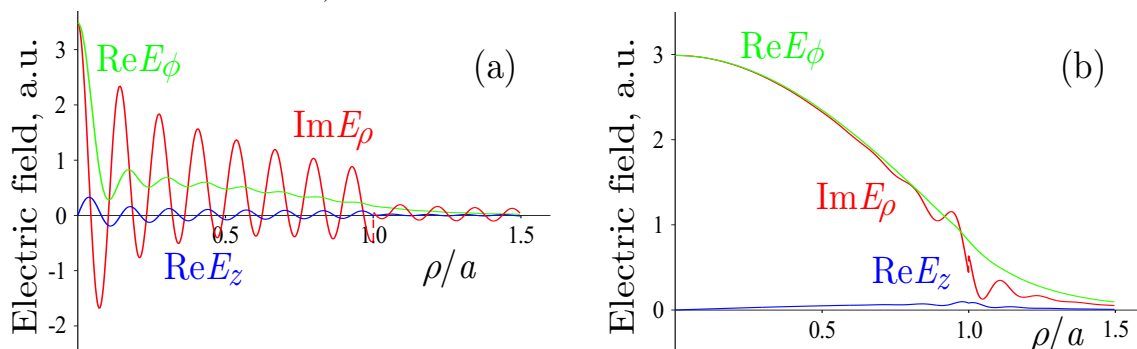 Electric field, a.u.
3
2
1
0
-1
-2
0.5
1.0
1.5
ReEϕ
ImEρ
ReEz
(a)
ρ/a
Electric field, a.u.
3
2
1
0
0.5
1.0
1.5
ReEϕ
ImEρ
ReEz
(b)
ρ/a